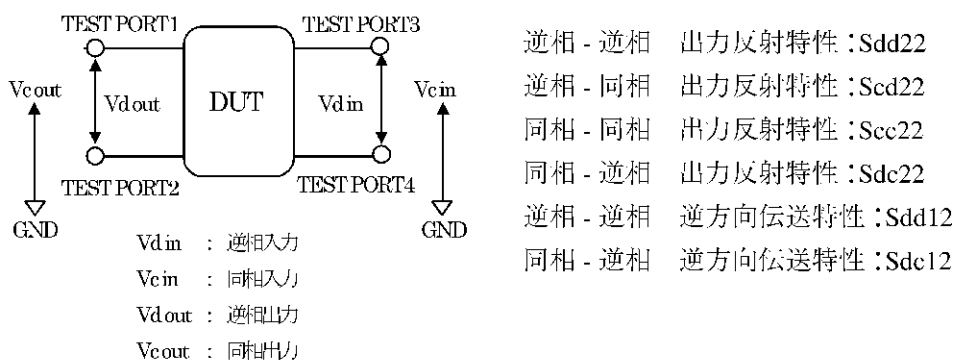 TEST PORT1
TEST PORT3
Vcout
Vdout
DUT
Vdin
Vcin
TEST PORT2
TEST PORT4
GND
GND
Vdin : 逆相入力
Vcin : 同相入力
Vdout : 逆相出力
Vcout : 同相出力
逆相 - 逆相 出力反射特性：Sdd22
逆相 - 同相 出力反射特性：Scd22
同相 - 同相 出力反射特性：Scc22
同相 - 逆相 出力反射特性：Sdc22
逆相 - 逆相 逆方向伝送特性：Sdd12
同相 - 逆相 逆方向伝送特性：Sdc12